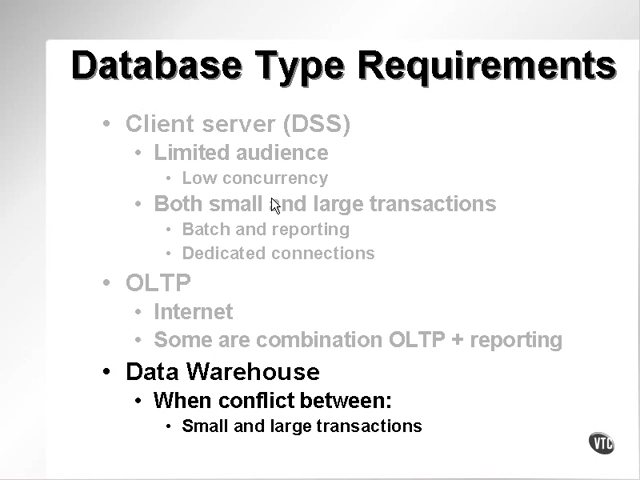 Database Type Requirements
• Client server (DSS)
• Limited audience
• Low concurrency
• Both small and large transactions
• Batch and reporting
• Dedicated connections
• OLTP
• Internet
• Some are combination OLTP + reporting
• Data Warehouse
• When conflict between:
• Small and large transactions
VTC